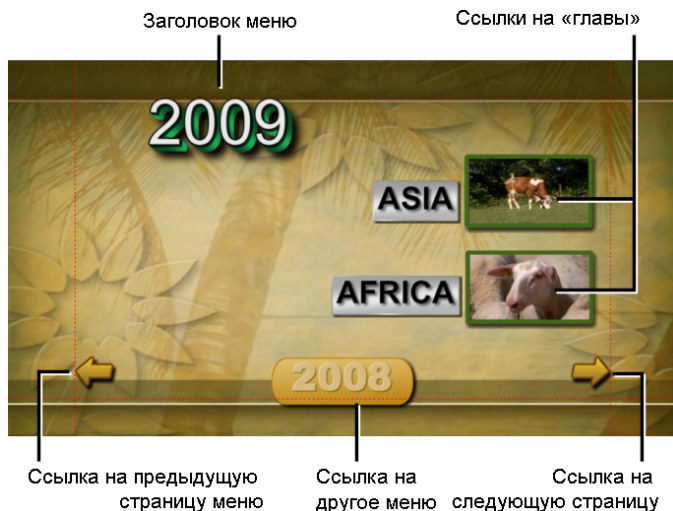 Заголовок меню
Ссылки на «главы»
2009
ASIA
AFRICA
2008
Ссылка на предыдущую
страницу меню
Ссылка на
другое меню
Ссылка на
следующую страницу